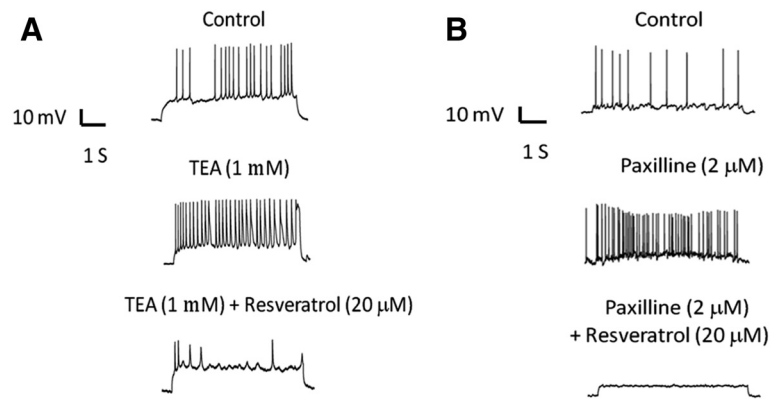 A
Control
10 mV
1 S
TEA (1 mM)
TEA (1 mM) + Resveratrol (20 µM)
B
Control
10 mV
1 S
Paxilline (2 µM)
Paxilline (2 µM)
+ Resveratrol (20 µM)